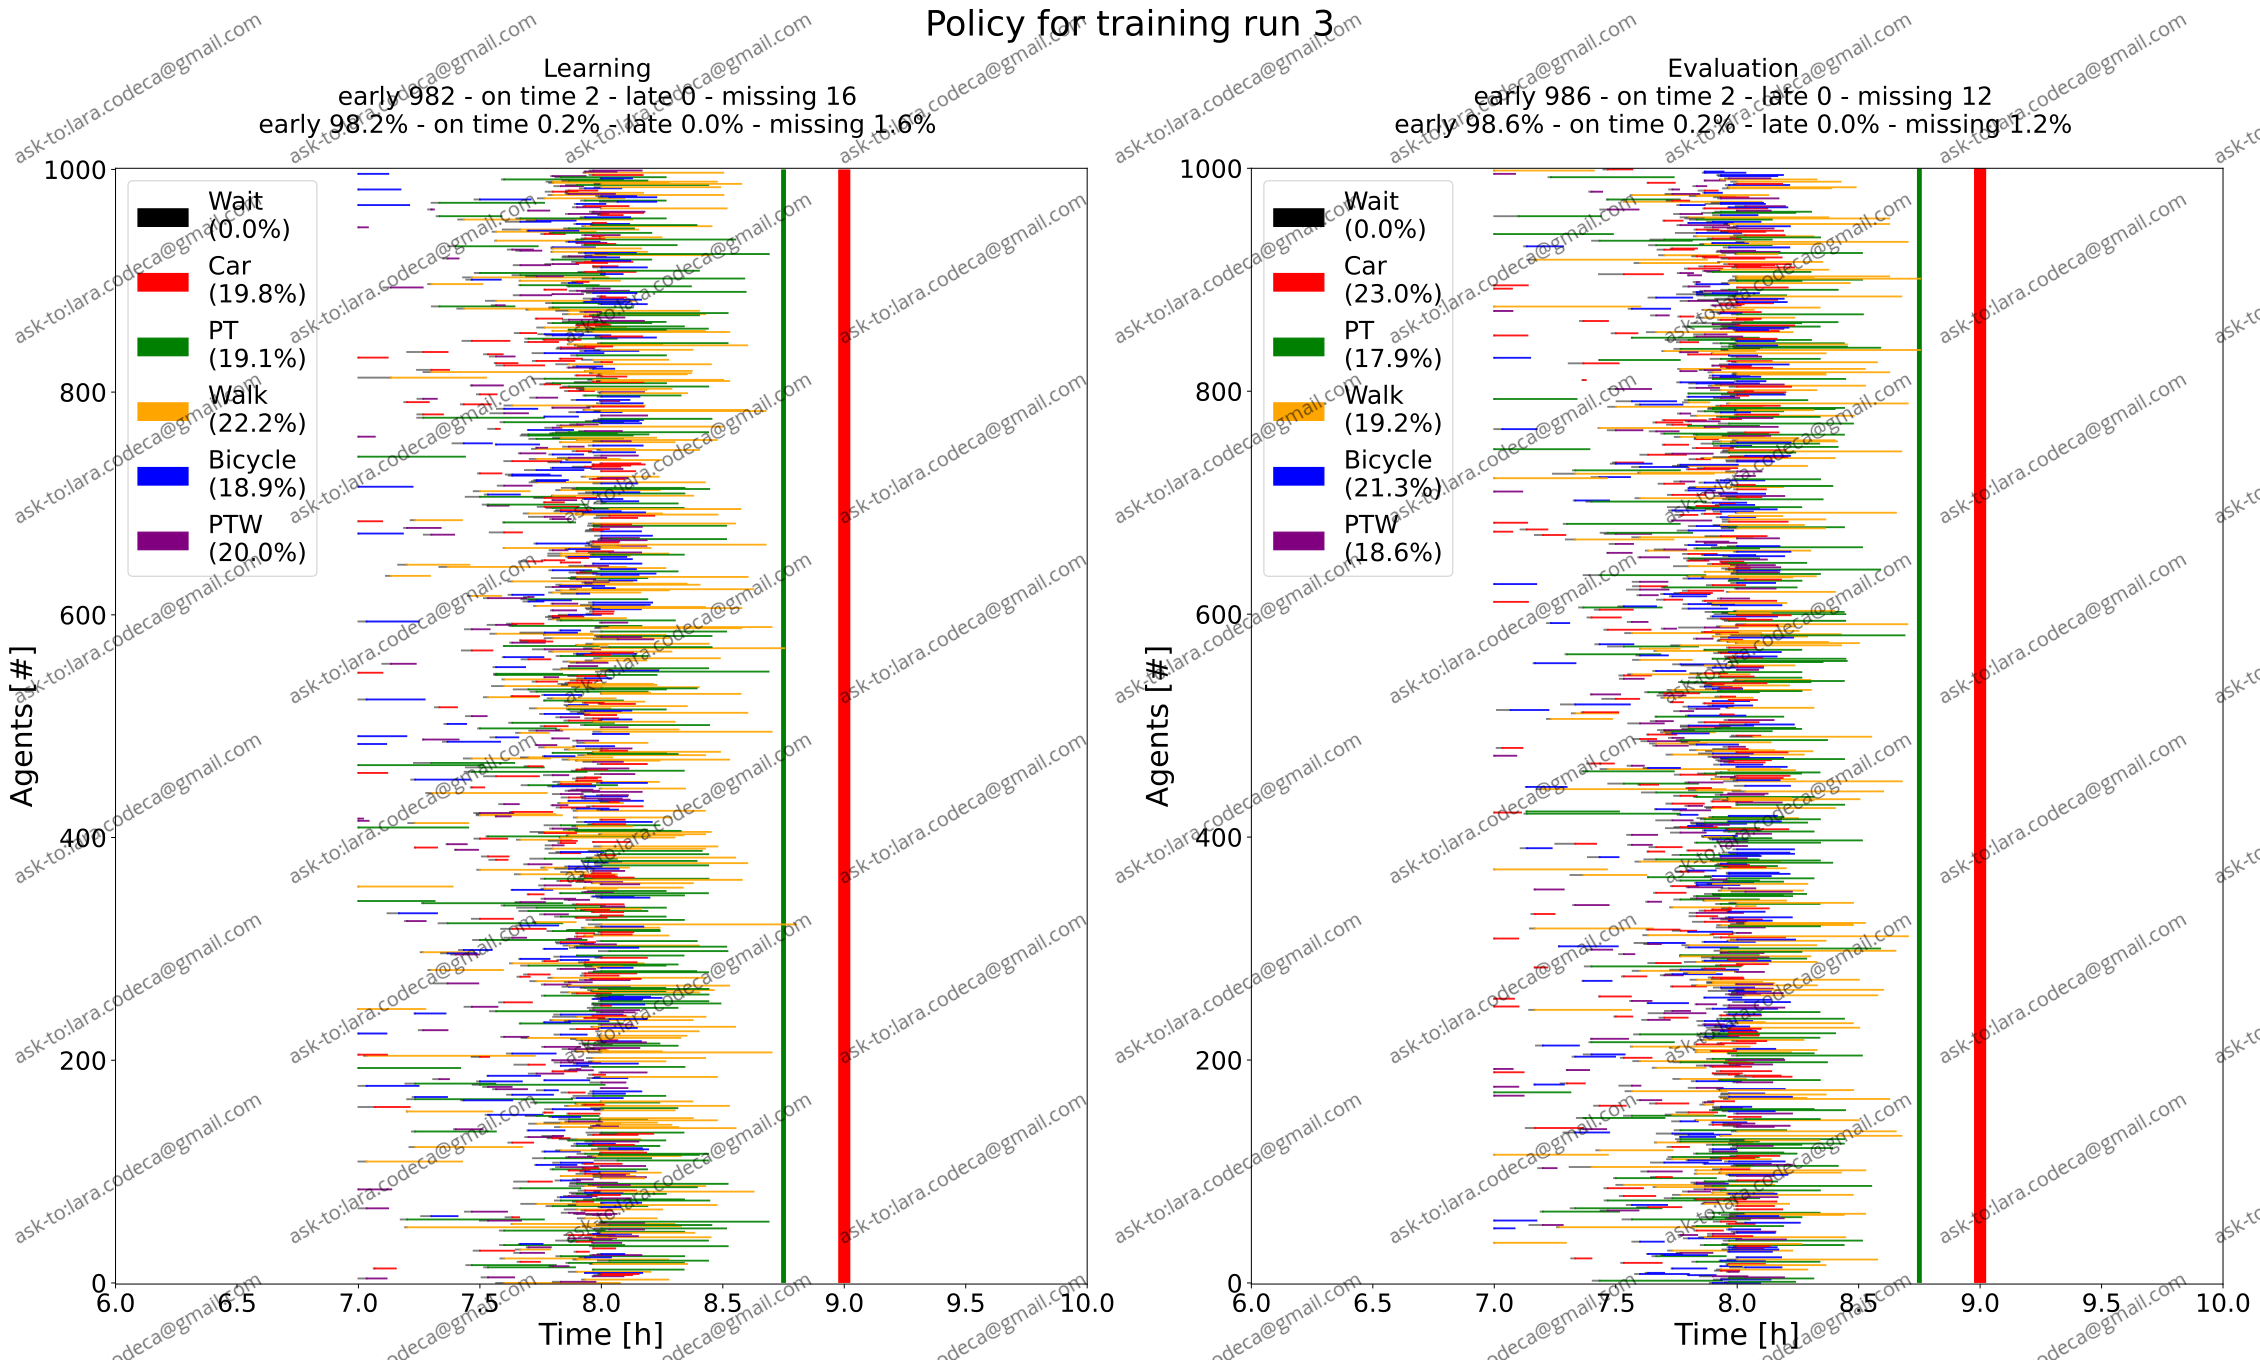 Policy for training run 3
Learning
early 982 - on time 2 - late 0 - missing 16
early 98.2% - on time 0.2% - late 0.0% - missing 1.6%
Wait
(0.0%)
Car
(19.8%)
PT
(19.1%)
Walk
(22.2%)
Bicycle
(18.9%)
PTW
(20.0%)
Agents [#]
1000
800
600
400
200
0
6.0 6.5 7.0 7.5 8.0 8.5 9.0 9.5 10.0
Time [h]
Evaluation
early 986 - on time 2 - late 0 - missing 12
early 98.6% - on time 0.2% - late 0.0% - missing 1.2%
Wait
(0.0%)
Car
(23.0%)
PT
(17.9%)
Walk
(19.2%)
Bicycle
(21.3%)
PTW
(18.6%)
Agents [#]
1000
800
600
400
200
0
6.0 6.5 7.0 7.5 8.0 8.5 9.0 9.5 10.0
Time [h]
ask-to:lara.codeca@gmail.com